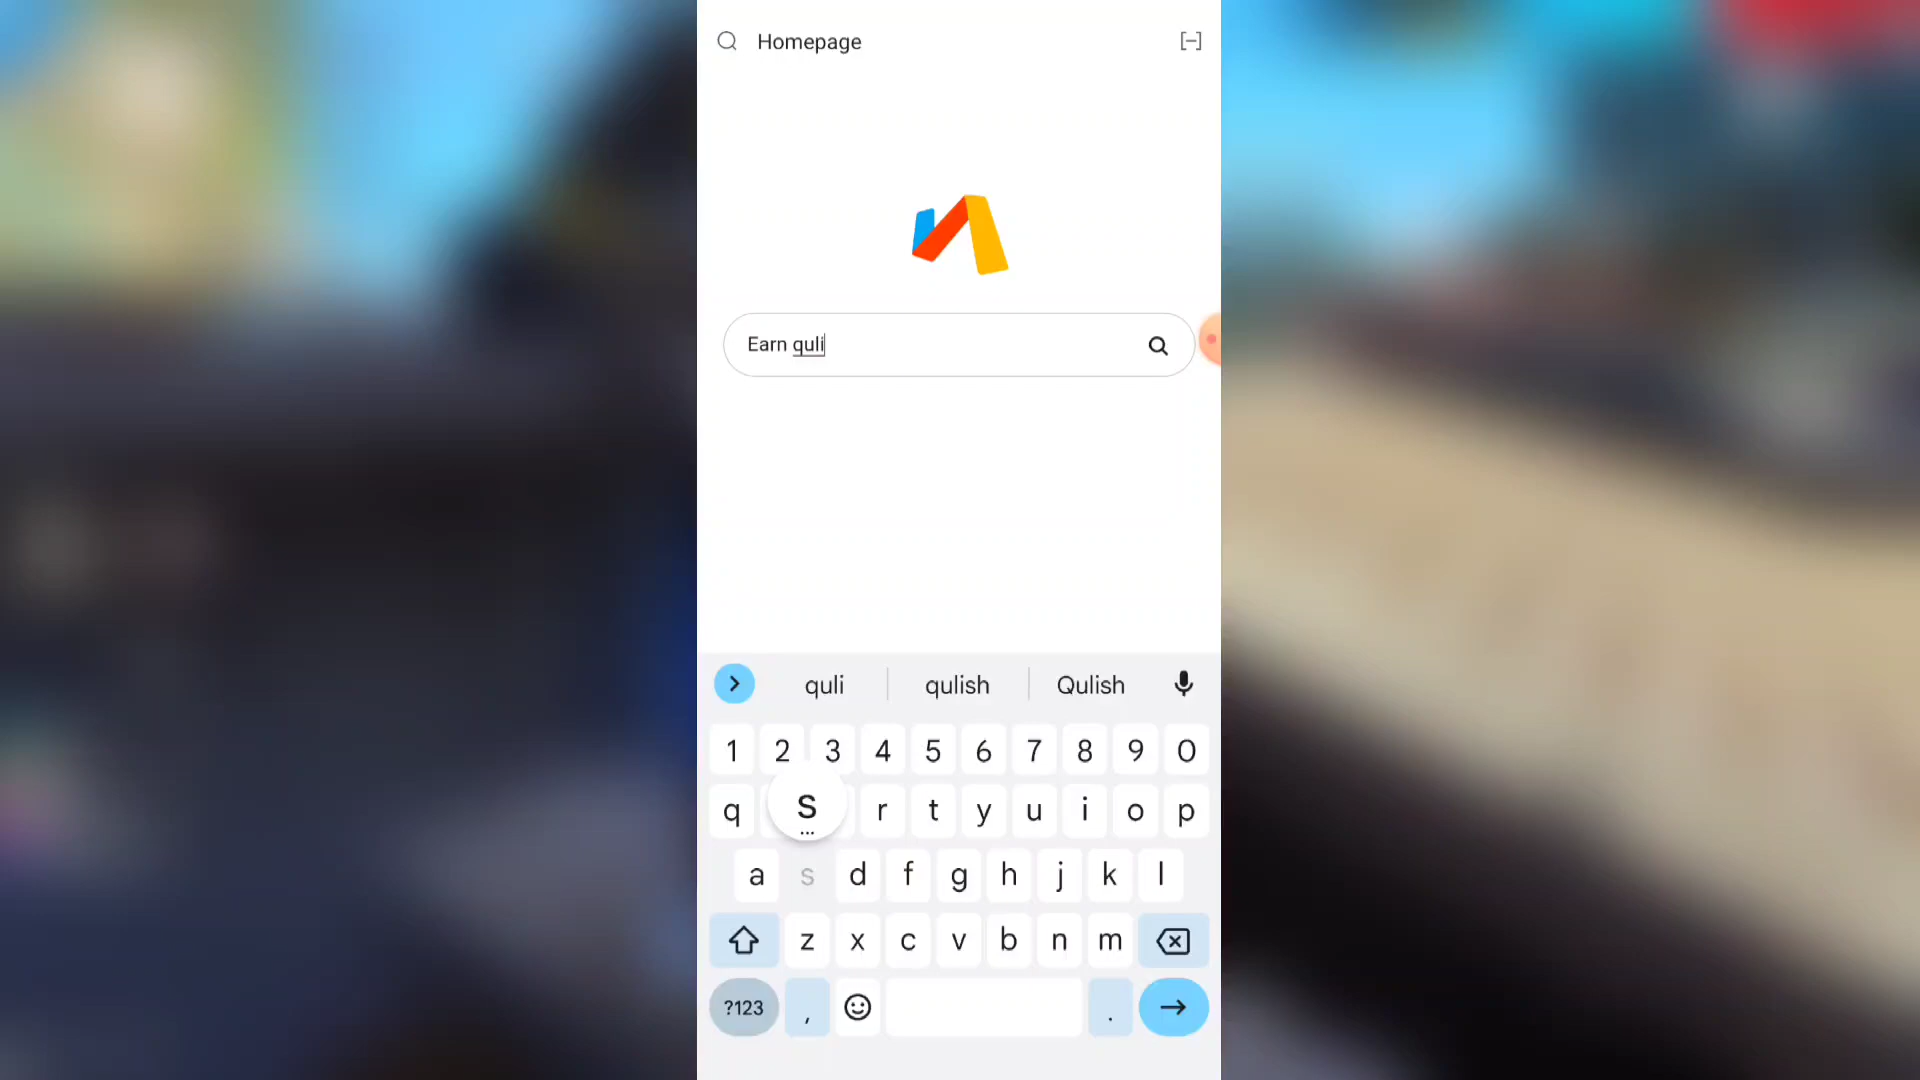 Homepage
Earn quli
quli qulish Qulish
1 2 3 4 5 6 7 8 9 0
q S r t y u i o p
a s d f g h j k l
z x c v b n m
?123 , .